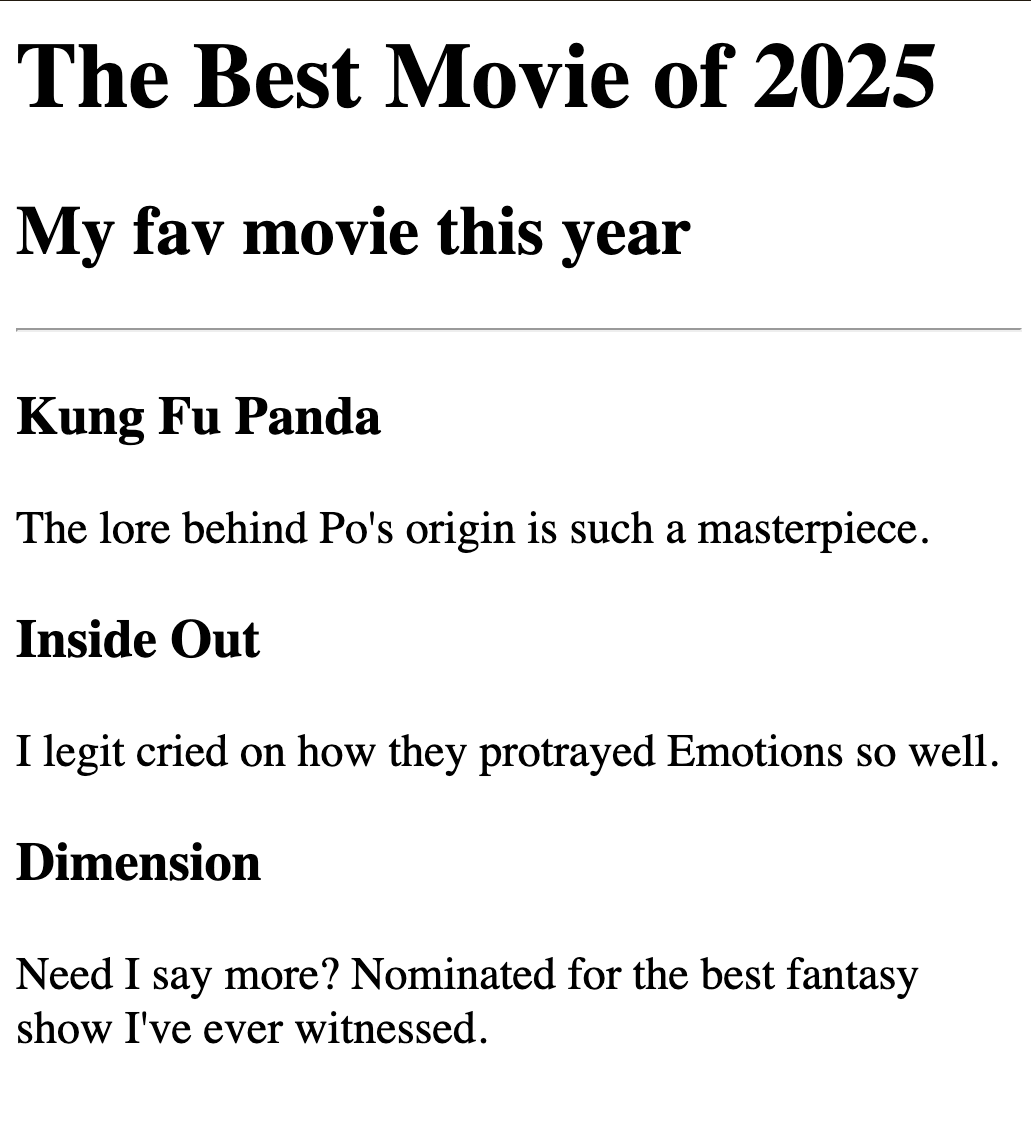 The Best Movie of 2025
My fav movie this year
Kung Fu Panda
The lore behind Po's origin is such a masterpiece.
Inside Out
I legit cried on how they protrayed Emotions so well.
Dimension
Need I say more? Nominated for the best fantasy
show I've ever witnessed.